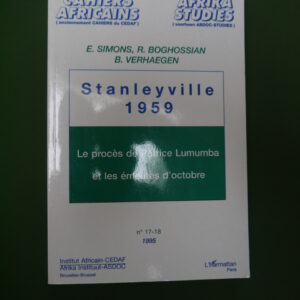 CAHIERS
AFRICAINS
(anciennement CAHIERS du CEDAF)
AFRIKA
STUDIES
(voorheen ASDOC-STUDIES)
E. SIMONS, R. BOGHOSSIAN
B. VERHAEGEN
Stanleyville
1959
Le procès de Patrice Lumumba
et les émeutes d'octobre
n° 17-18
1995
Institut Africain-CEDAF
Afrika Instituut-ASDOC
Bruxelles-Brussel
L'Harmattan
Paris